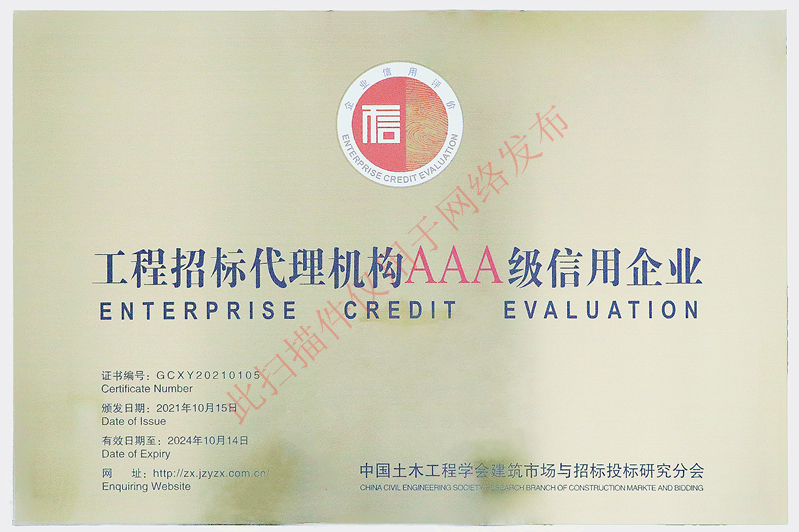 企业信用评价
信
ENTERPRISE CREDIT EVALUATION
工程招标代理机构AAA级信用企业
ENTERPRISE CREDIT EVALUATION
证书编号：GCXY20210105
Certificate Number
颁发日期：2021年10月15日
Date of Issue
有效日期至：2024年10月14日
Date of Expiry
网 址：http://zx.jzyzx.com.cn/
Enquiring Website
中国土木工程学会建筑市场与招标投标研究分会
CHINA CIVIL ENGINEERING SOCIETY RESEARCH BRANCH OF CONSTRUCTION MARKTE AND BIDDING
此扫描件仅用于网络发布